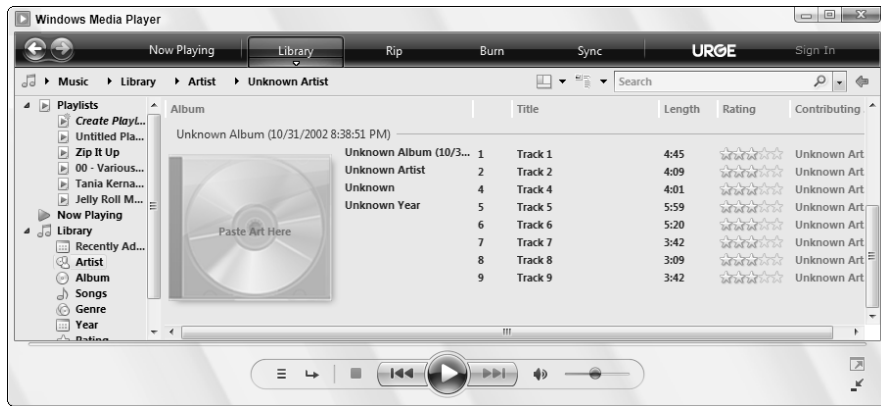 Windows Media Player
Now Playing Library Rip Burn Sync URGE Sign In
Music Library Artist Unknown Artist Search
Playlists
Create Playl...
Untitled Pla...
Zip It Up
00 - Various...
Tania Kerna...
Jelly Roll M...
Now Playing
Library
Recently Ad...
Artist
Album
Songs
Genre
Year
Rating
Album Title Length Rating Contributing
Unknown Album (10/31/2002 8:38:51 PM)
Paste Art Here
Unknown Album (10/3...
Unknown Artist
Unknown
Unknown Year
1 Track 1 4:45 Unknown Art
2 Track 2 4:09 Unknown Art
4 Track 4 4:01 Unknown Art
5 Track 5 5:59 Unknown Art
6 Track 6 5:20 Unknown Art
7 Track 7 3:42 Unknown Art
8 Track 8 3:09 Unknown Art
9 Track 9 3:42 Unknown Art